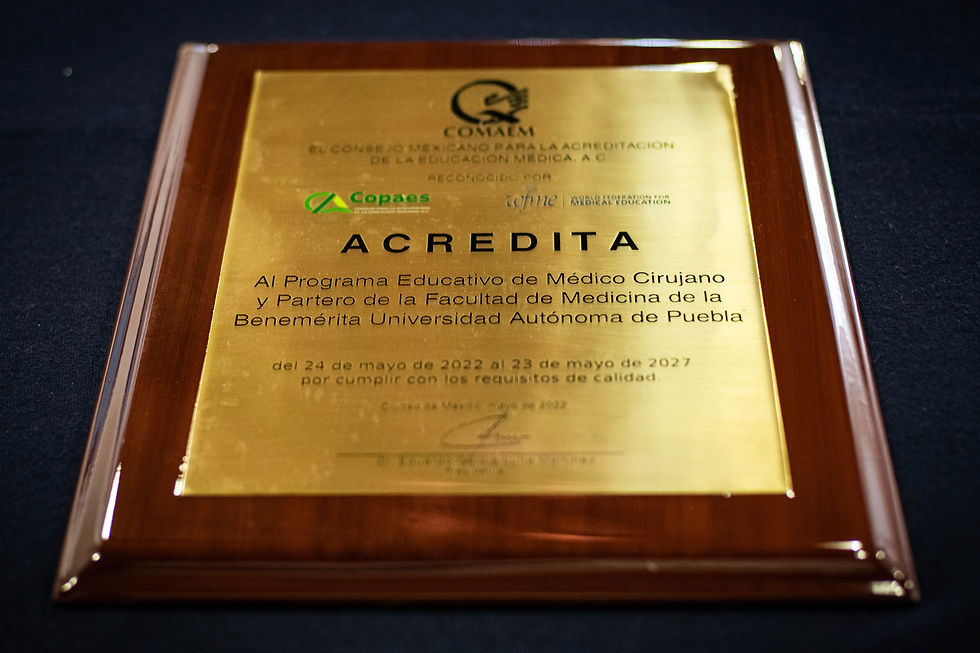 COMAEM
EL CONSEJO MEXICANO PARA LA ACREDITACIÓN
DE LA EDUCACIÓN MÉDICA, A.C.
RECONOCIDO POR
Copaes
wfme WORLD FEDERATION FOR
MEDICAL EDUCATION
ACREDITA
Al Programa Educativo de Médico Cirujano
y Partero de la Facultad de Medicina de la
Benemérita Universidad Autónoma de Puebla
del 24 de mayo de 2022 al 23 de mayo de 2027
por cumplir con los requisitos de calidad.
Ciudad de México, mayo de 2022